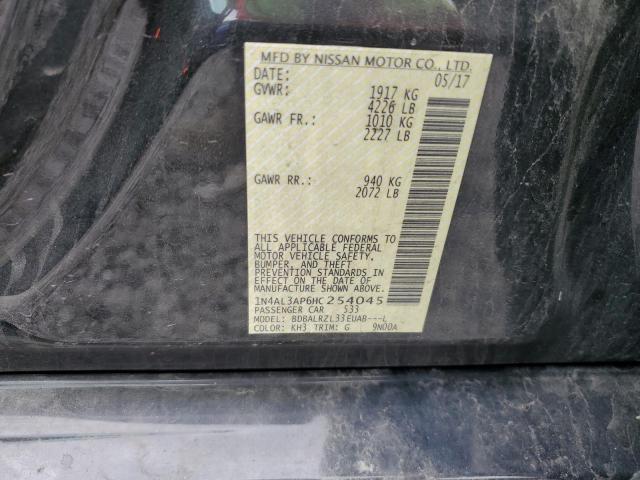 MFD BY NISSAN MOTOR CO., LTD.
DATE: 05/17
GVWR: 1917 KG
4226 LB
GAWR FR.: 1010 KG
2227 LB
GAWR RR.: 940 KG
2072 LB
THIS VEHICLE CONFORMS TO
ALL APPLICABLE FEDERAL
MOTOR VEHICLE SAFETY,
BUMPER, AND THEFT
PREVENTION STANDARDS IN
EFFECT ON THE DATE OF
MANUFACTURE SHOWN ABOVE.
1N4AL3AP6HC254045
PASSENGER CAR 533
MODEL: BDBALRZL33EUAB---L
COLOR: KH3 TRIM: G 9N00A